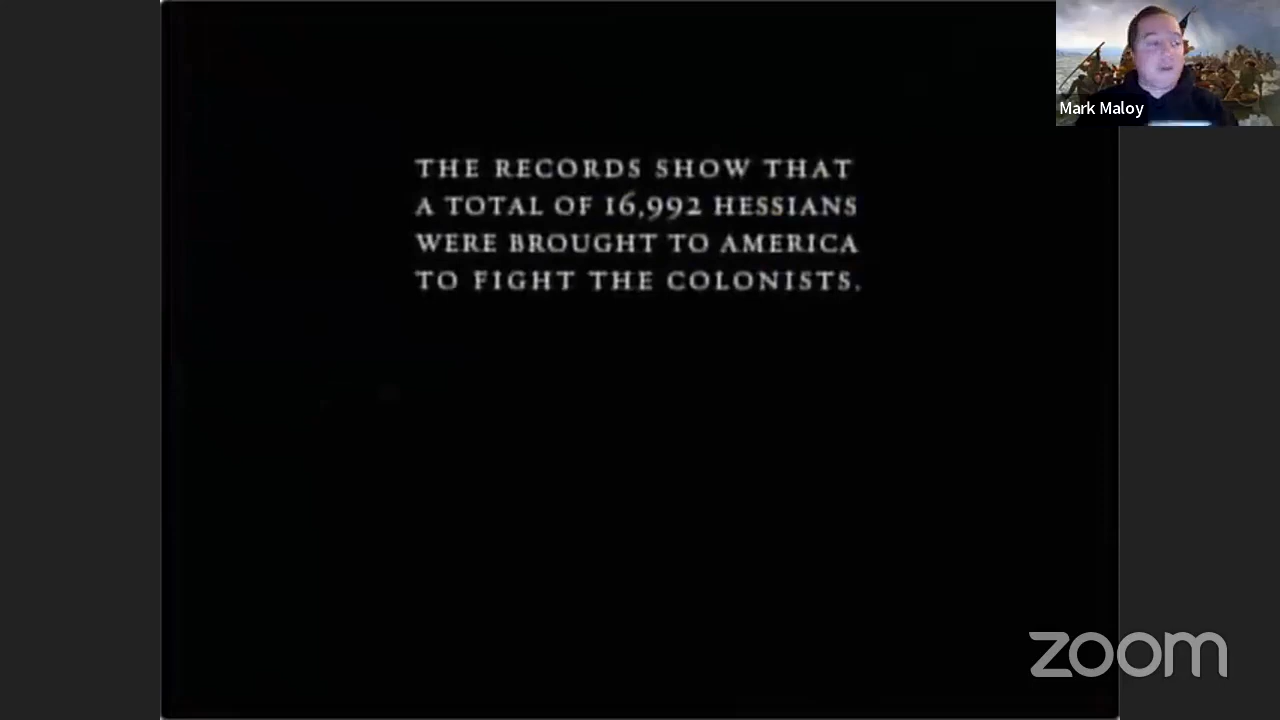 Mark Maloy
THE RECORDS SHOW THAT
A TOTAL OF 16,992 HESSIANS
WERE BROUGHT TO AMERICA
TO FIGHT THE COLONISTS.
zoom